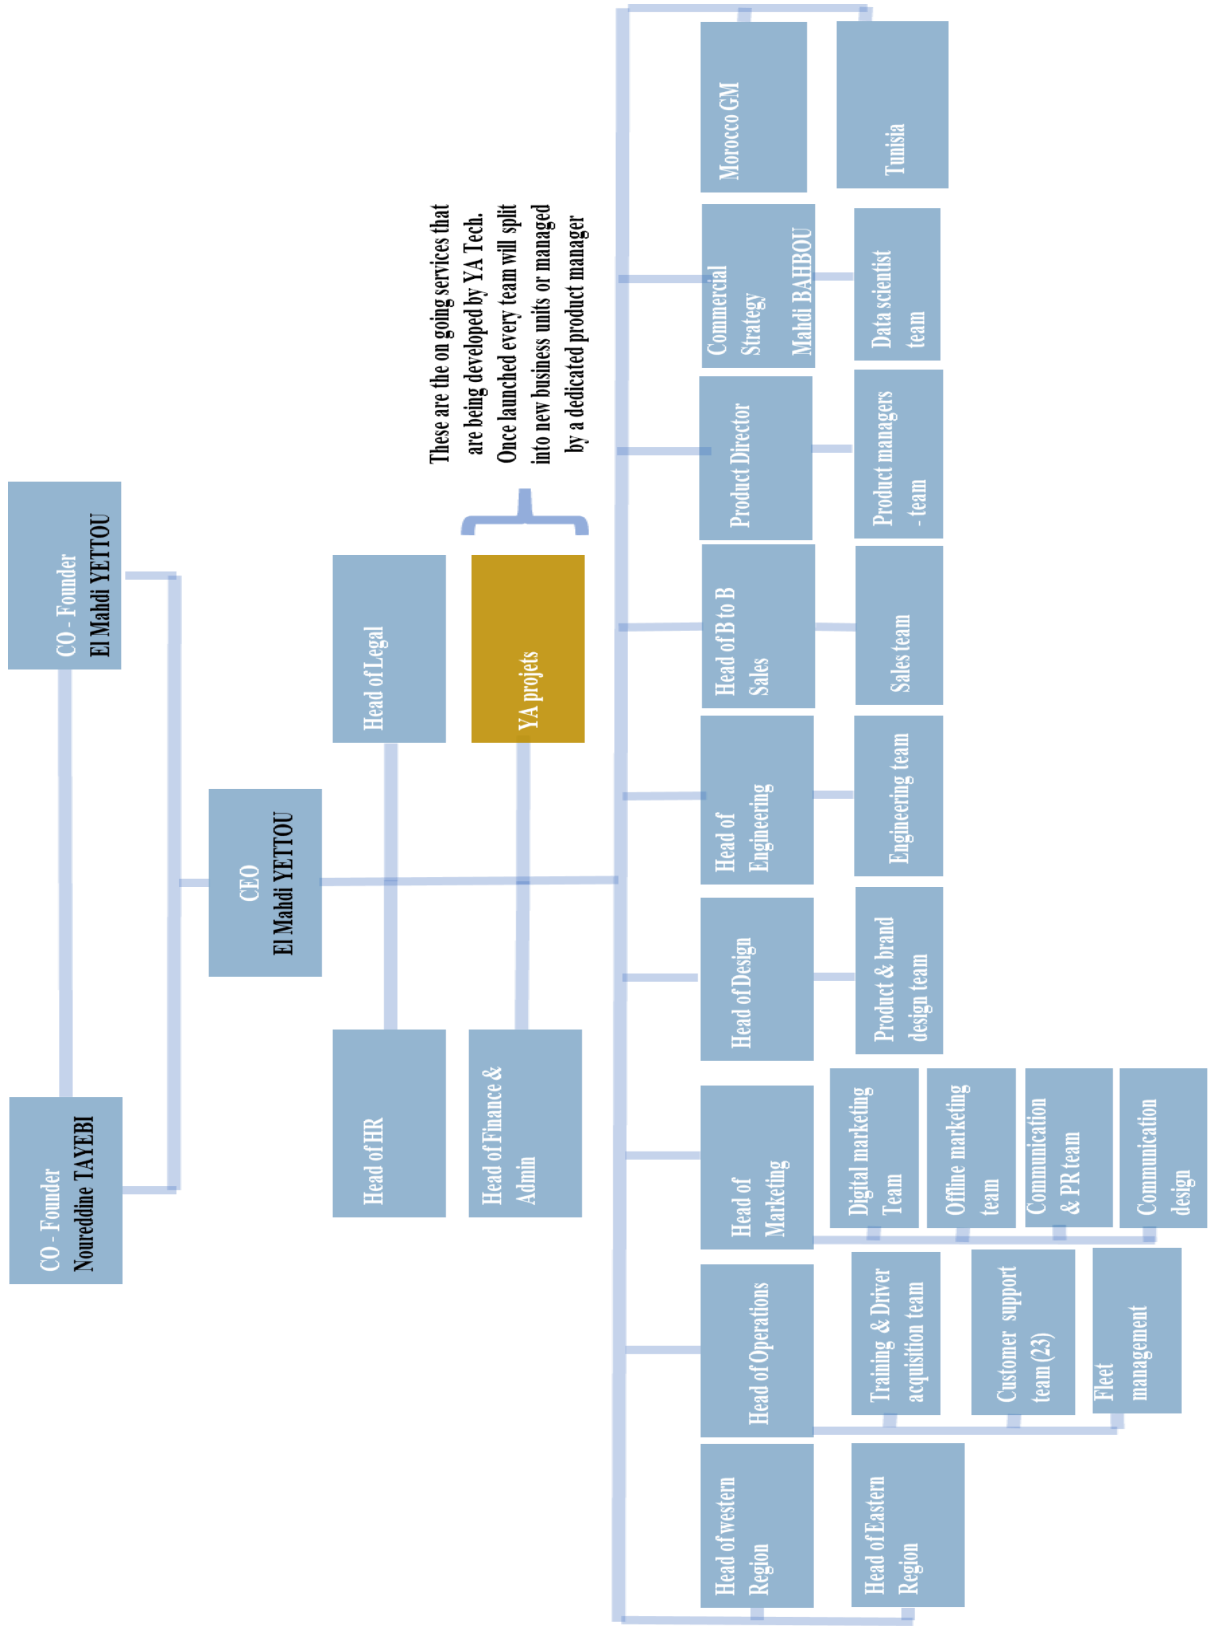 CO - Founder
Noureddine TAYEBI
CO - Founder
El Mahdi YETTOU
CEO
El Mahdi YETTOU
Head of HR
Head of Legal
Head of Finance &
Admin
YA projets
These are the on going services that
are being developed by YA Tech.
Once launched every team will split
into new business units or managed
by a dedicated product manager
Head of western
Region
Head of Eastern
Region
Head of Operations
Training & Driver
acquisition team
Customer support
team (23)
Fleet
management
Head of
Marketing
Digital marketing
Team
Offline marketing
team
Communication
& PR team
Communication
design
Head of Design
Product & brand
design team
Head of
Engineering
Engineering team
Head of B to B
Sales
Sales team
Product Director
Product managers
- team
Commercial
Strategy
Mahdi BAHBOU
Data scientist
team
Morocco GM
Tunisia